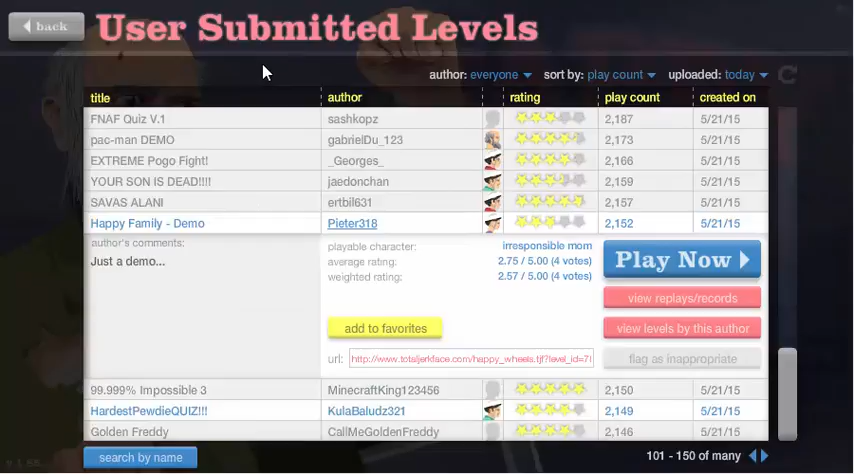 back
User Submitted Levels
author: everyone sort by: play count uploaded: today
title author rating play count created on
FNAF Quiz V.1 sashkopz 2,187 5/21/15
pac-man DEMO gabrielDu_123 2,173 5/21/15
EXTREME Pogo Fight! _Georges_ 2,166 5/21/15
YOUR SON IS DEAD!!!! jaedonchan 2,159 5/21/15
SAVAS ALANI ertbil631 2,157 5/21/15
Happy Family - Demo Pieter318 2,152 5/21/15
author's comments:
Just a demo...
playable character: irresponsible mom
average rating: 2.75 / 5.00 (4 votes)
weighted rating: 2.57 / 5.00 (4 votes)
Play Now
view replays/records
add to favorites
view levels by this author
url: http://www.totaljerkface.com/happy_wheels.tjf?level_id=7
flag as inappropriate
99.999% Impossible 3 MinecraftKing123456 2,150 5/21/15
HardestPewdieQUIZ!!! KulaBaludz321 2,149 5/21/15
Golden Freddy CallMeGoldenFreddy 2,146 5/21/15
search by name
101 - 150 of many